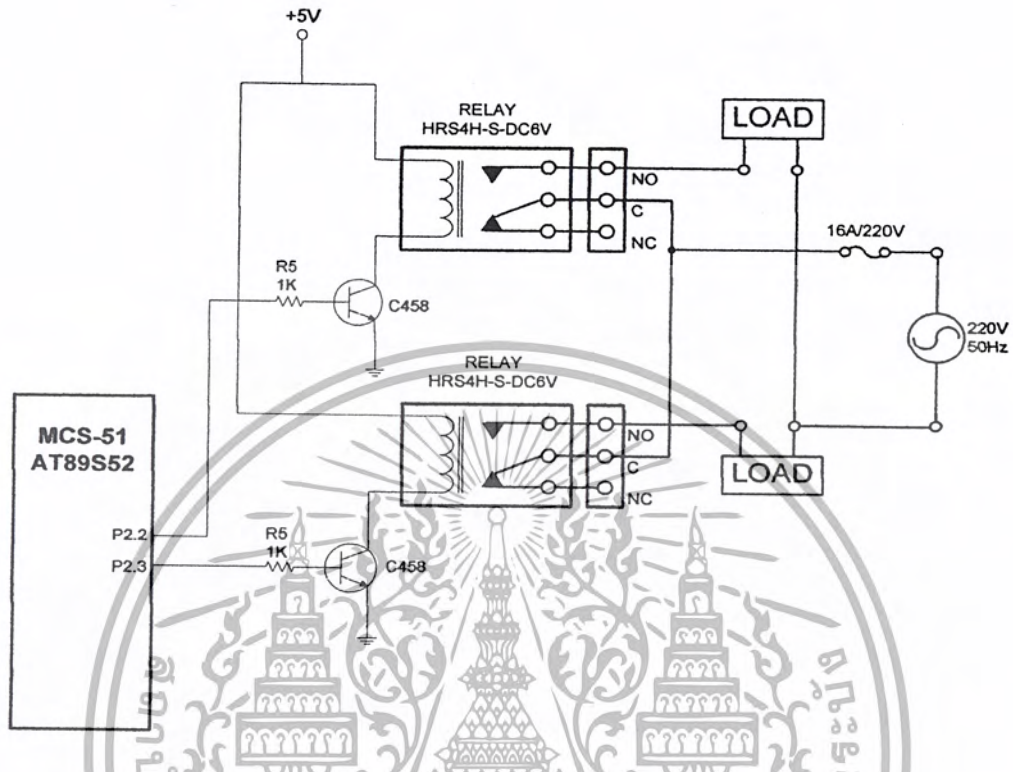 +5V
RELAY
HRS4H-S-DC6V
LOAD
NO
C
NC
16A/220V
R5
1K
C458
220V
50Hz
RELAY
HRS4H-S-DC6V
MCS-51
AT89S52
NO
C
NC
LOAD
P2.2
P2.3
R5
1K
C458